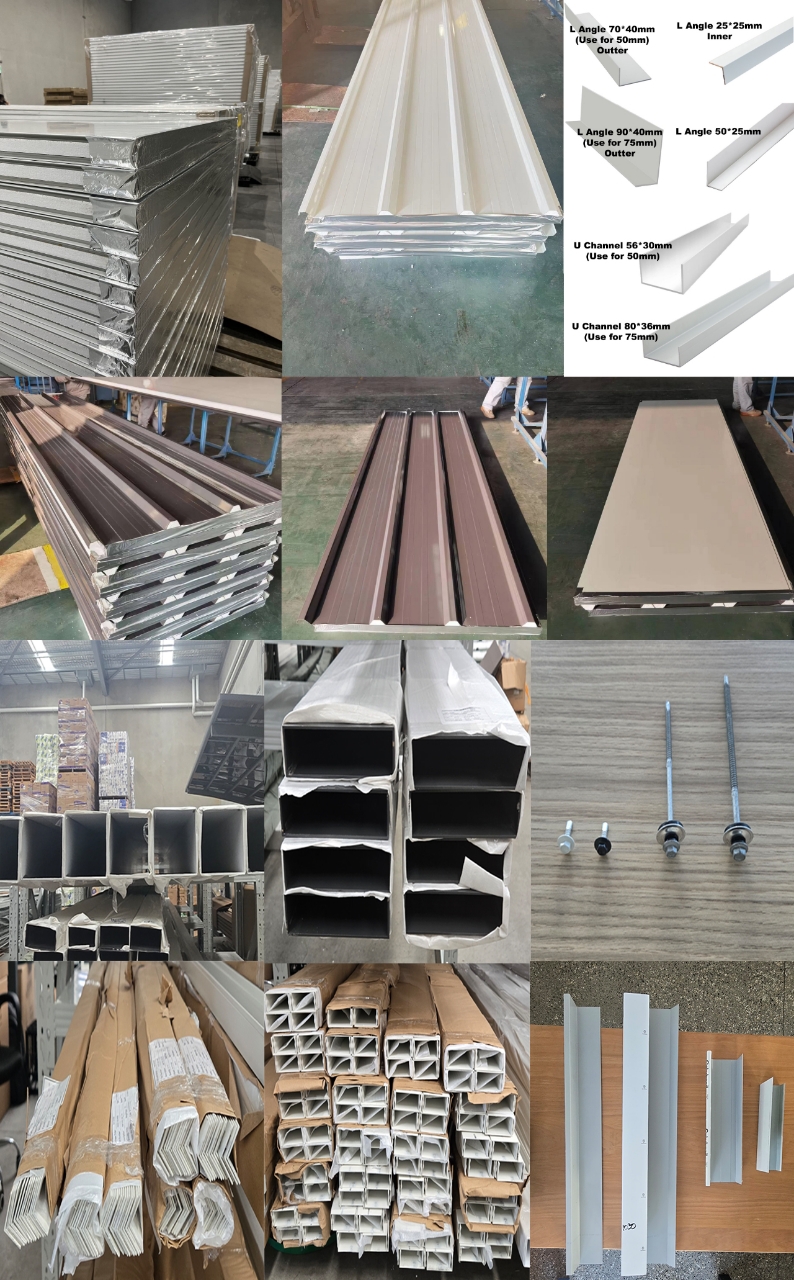 L Angle 70*40mm
(Use for 50mm)
Outter
L Angle 25*25mm
Inner
L Angle 90*40mm
(Use for 75mm)
Outter
L Angle 50*25mm
U Channel 56*30mm
(Use for 50mm)
U Channel 80*36mm
(Use for 75mm)